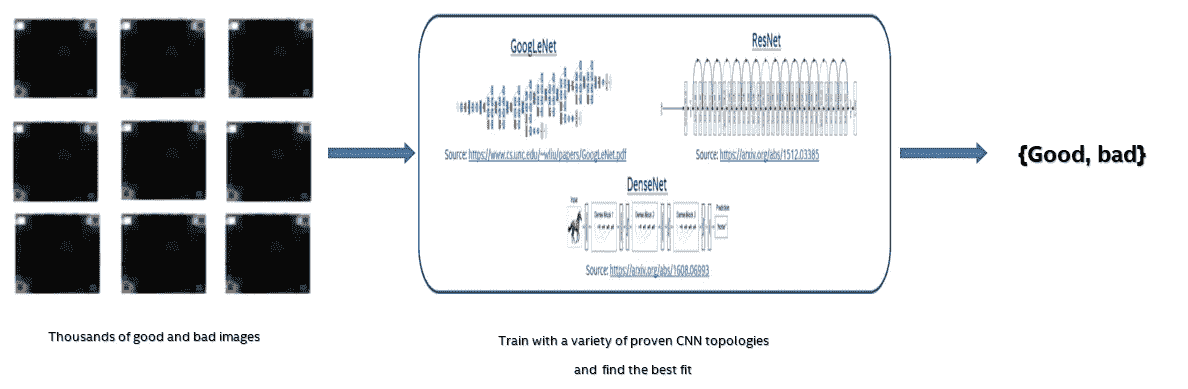 GoogLeNet
ResNet
Source: https://www.cs.unc.edu/~wliu/papers/GoogLeNet.pdf
Source: https://arxiv.org/abs/1512.03385
{Good, bad}
DenseNet
Input
Prediction
Dense Block 1
Dense Block 2
Dense Block 3
"horse"
Source: https://arxiv.org/abs/1608.06993
Thousands of good and bad images
Train with a variety of proven CNN topologies
and find the best fit